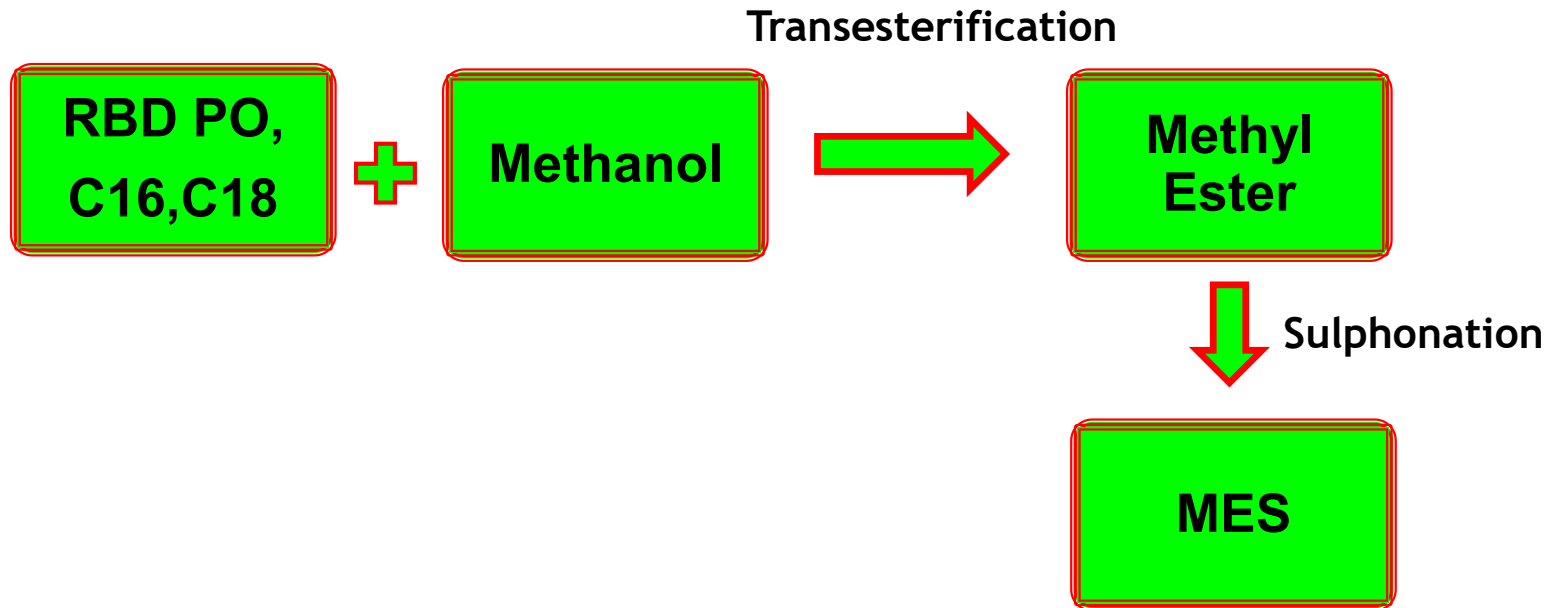 Transesterification
RBD PO,
C16,C18
Methanol
Methyl
Ester
Sulphonation
MES